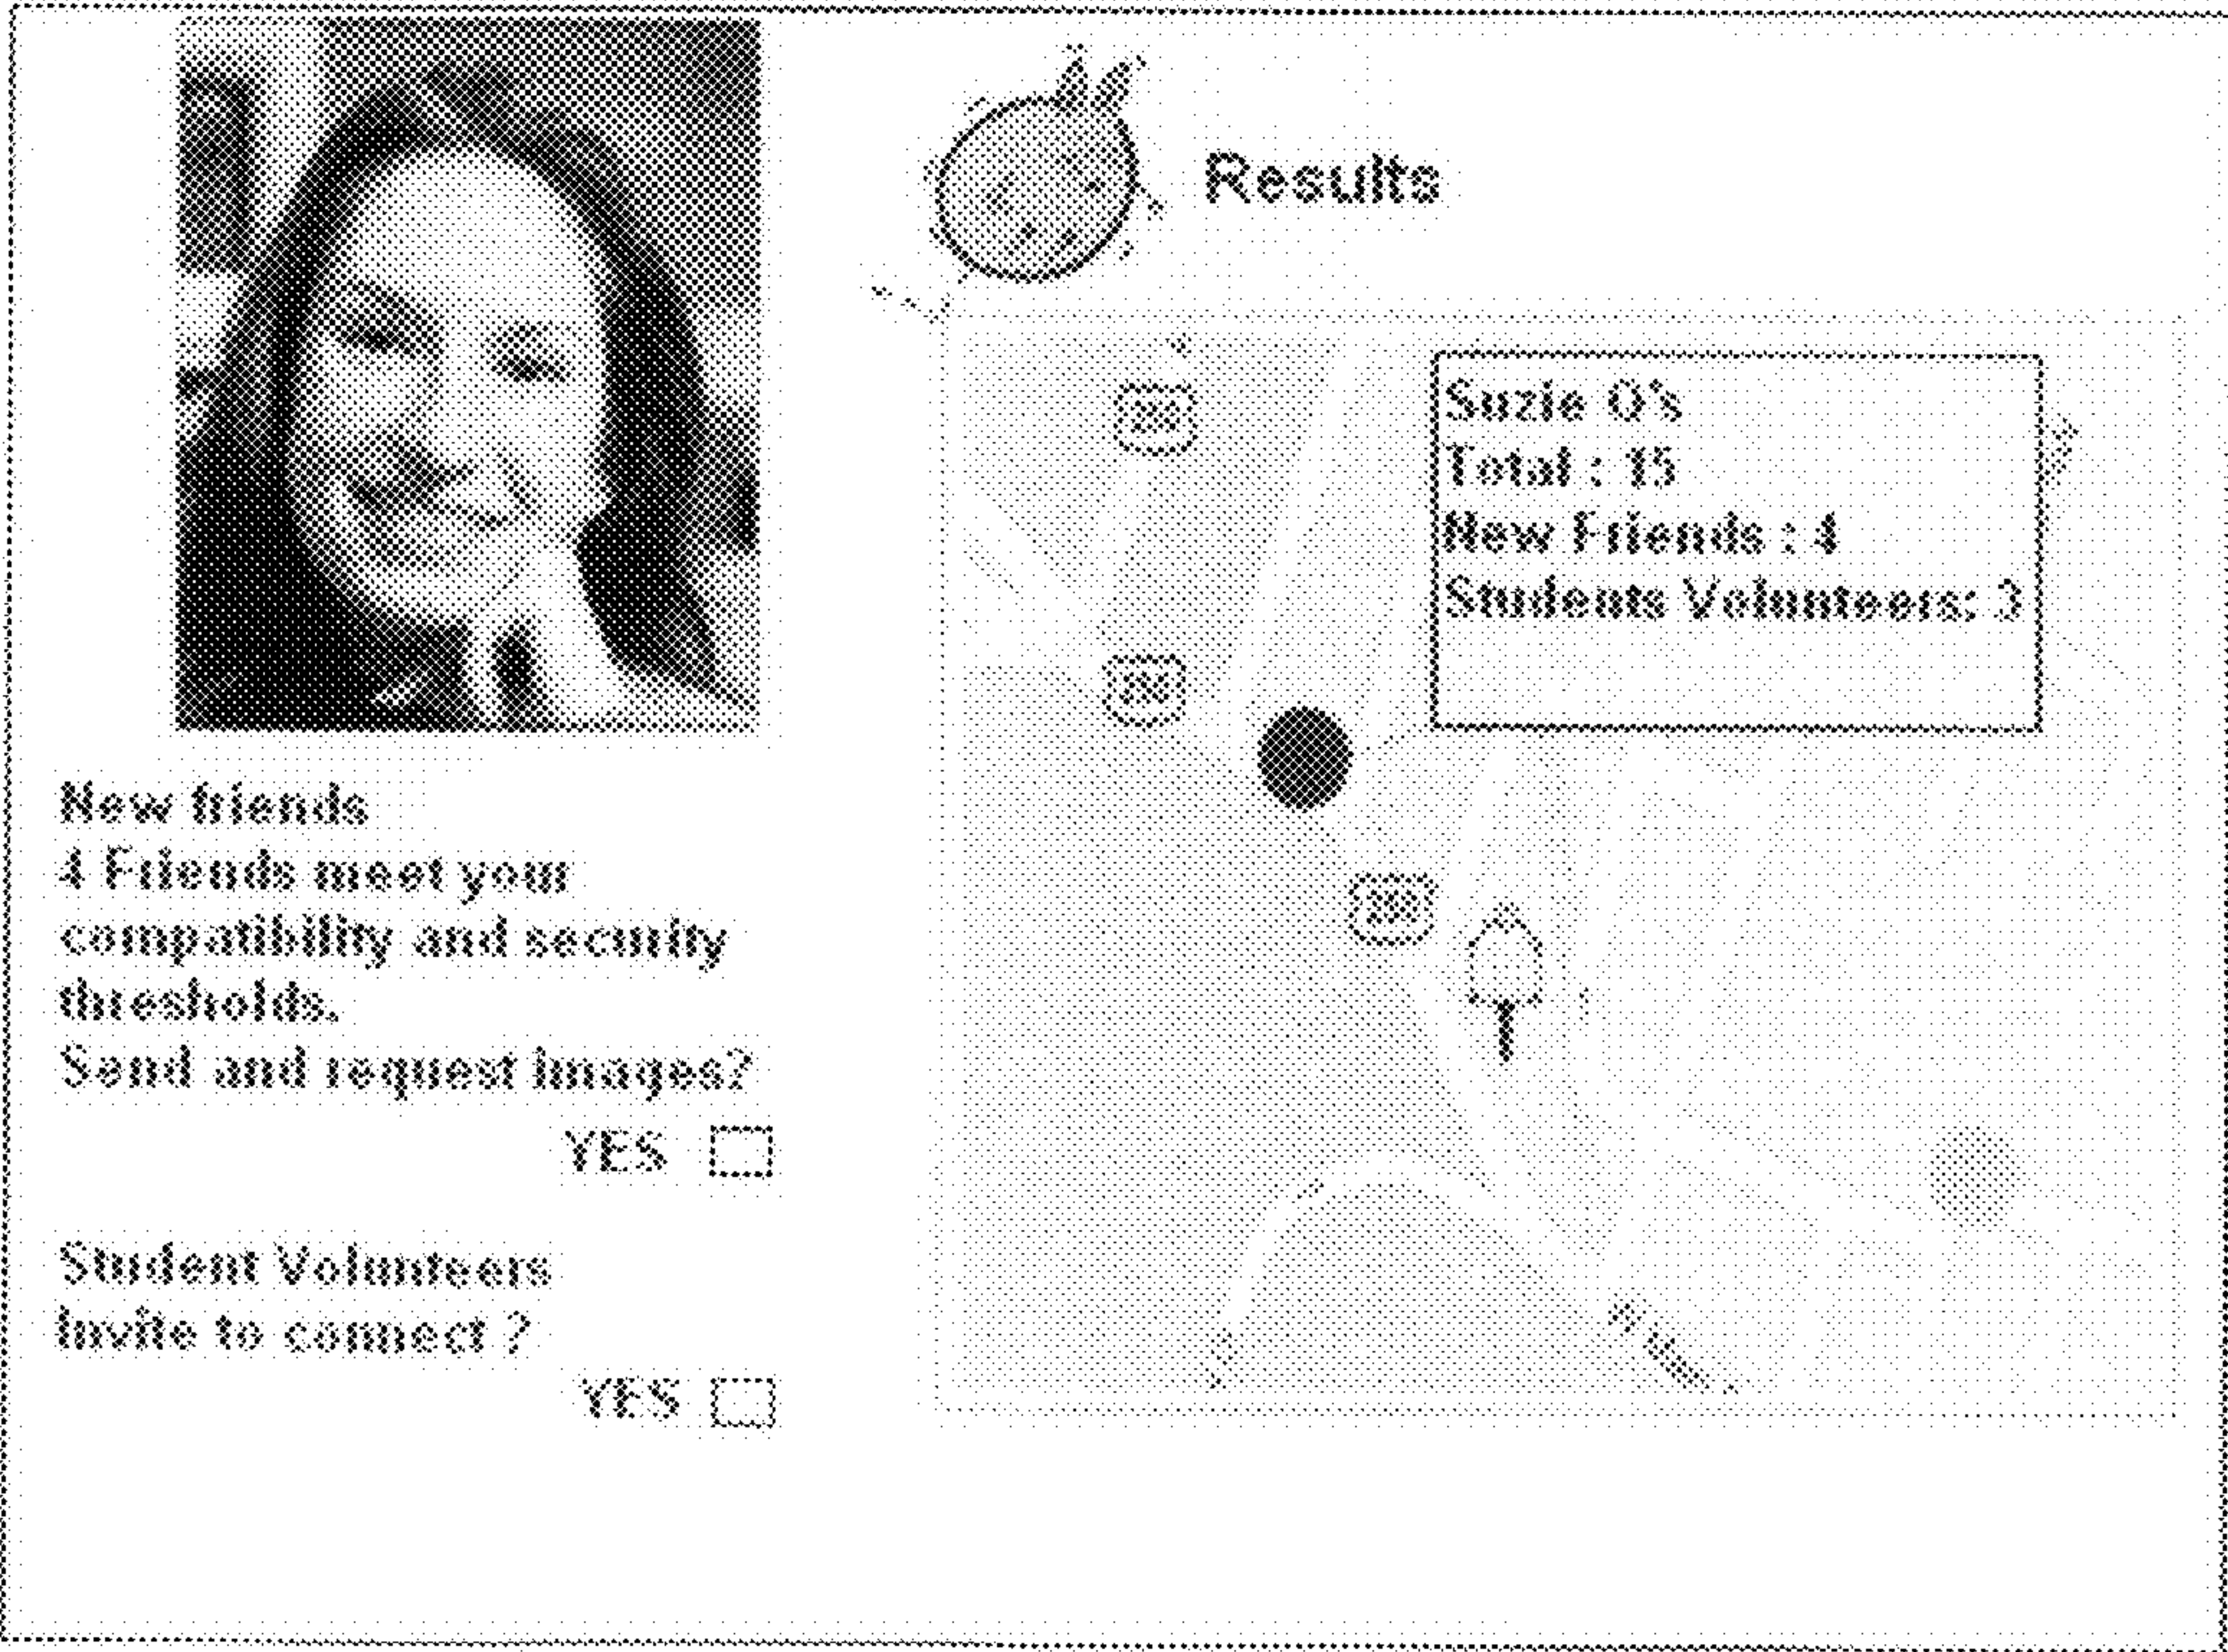 Results
Suzie O's
Total : 15
New Friends : 4
Students Volunteers: 3
New friends
4 Friends meet your
compatibility and security
thresholds.
Send and request images?
YES
Student Volunteers
Invite to connect ?
YES